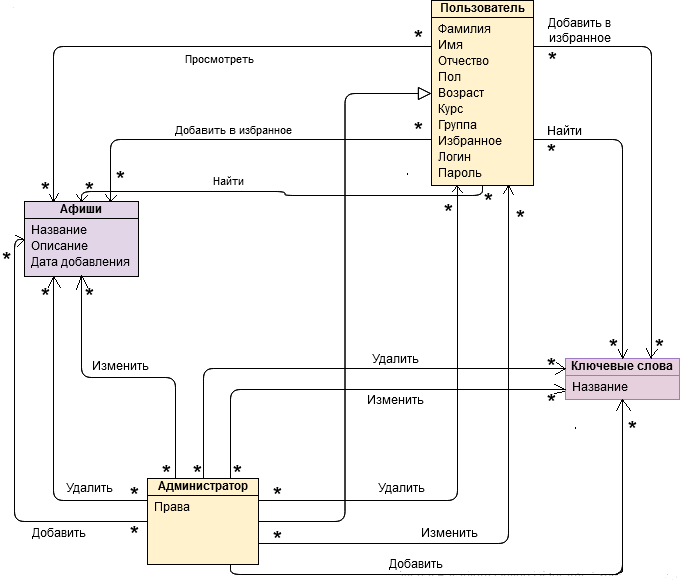 Пользователь
Фамилия
Имя
Отчество
Пол
Возраст
Курс
Группа
Избранное
Логин
Пароль
Добавить в
избранное
*
*
Просмотреть
Добавить в избранное
*
Найти
*
*
Найти
*
*
*
*
*
*
Афиши
Название
Описание
Дата добавления
*
*
*
*
*
Изменить
Удалить
*
Ключевые слова
Название
Изменить
*
*
*
*
*
Администратор
Права
Удалить
*
*
Удалить
Добавить
*
*
Изменить
Добавить